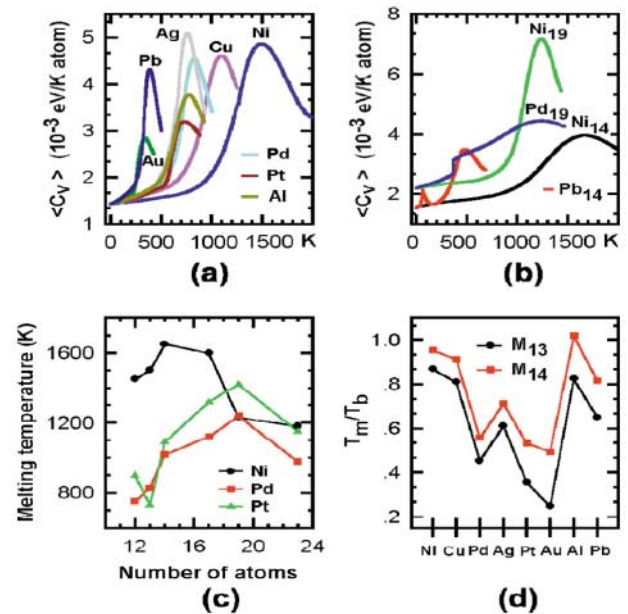 Ag
Cu
Ni
Pb
Au
Pd
Pt
Al
<C_V> (10^-3 eV/K atom)
5
4
3
2
1
0
500
1000
1500
K
(a)
Ni19
Pd19
Ni14
Pb14
<C_V> (10^-3 eV/K atom)
8
6
4
2
0
500
1000
1500
K
(b)
Melting temperature (K)
1600
1200
800
Ni
Pd
Pt
12
16
20
24
Number of atoms
(c)
M13
M14
T_m/T_b
1.0
.8
.6
.4
.2
Ni
Cu
Pd
Ag
Pt
Au
Al
Pb
(d)